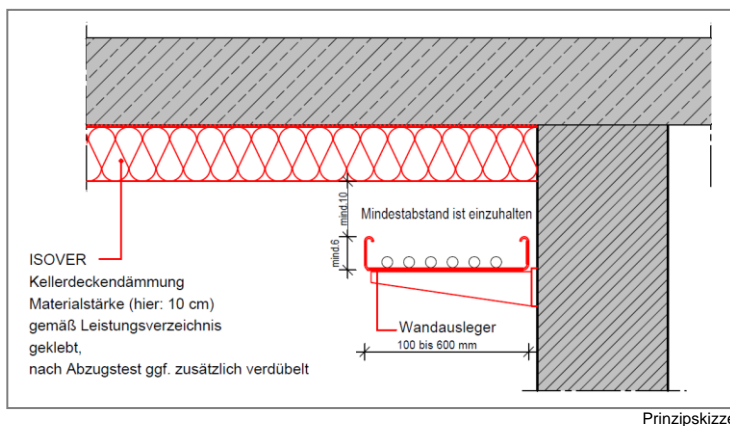 mind.10
Mindestabstand ist einzuhalten
mind.6
ISOVER
Kellerdeckendämmung
Materialstärke (hier: 10 cm)
gemäß Leistungsverzeichnis
geklebt,
nach Abzugstest ggf. zusätzlich verdübelt
Wandausleger
100 bis 600 mm
Prinzipskizze